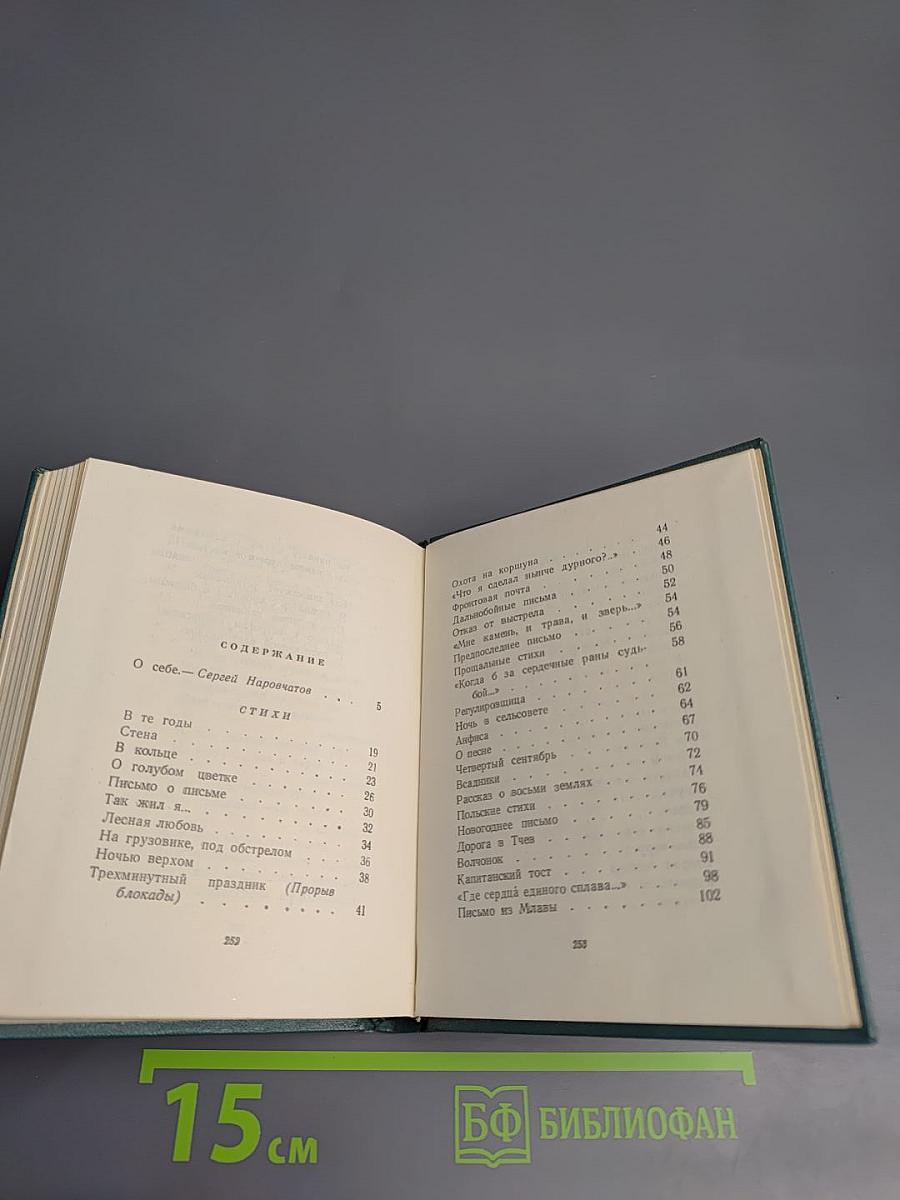 СОДЕРЖАНИЕ
О себе.— Сергей Наровчатов . . . 5
СТИХИ
В те годы . . . . . . . . . 19
Стена . . . . . . . . . . 21
В кольце . . . . . . . . . 23
О голубом цветке . . . . . . 26
Письмо о письме . . . . . . 30
Так жил я... . . . . . . . . 32
Лесная любовь . . . . . . . 34
На грузовике, под обстрелом . . . 36
Ночью верхом . . . . . . . 38
Трехминутный праздник (Прорыв
блокады) . . . . . . . . 41
252
Охота на коршуна . . . . . . 44
«Что я сделал нынче дурного?..» . 46
Фронтовая почта . . . . . . 48
Дальнобойные письма . . . . . 50
Отказ от выстрела . . . . . . 52
«Мне камень, и трава, и зверь...» 54
Предпоследнее письмо . . . . . 54
Прощальные стихи . . . . . . 56
«Когда б за сердечные раны судь-
бой...» . . . . . . . . . 58
Регулировщица . . . . . . . 61
Ночь в сельсовете . . . . . . 62
Анфиса . . . . . . . . . 64
О песне . . . . . . . . . 67
Четвертый сентябрь . . . . . 70
Всадники . . . . . . . . . 72
Рассказ о восьми землях . . . . 74
Польские стихи . . . . . . . 76
Новогоднее письмо . . . . . . 79
Дорога в Тчев . . . . . . . 85
Волчонок . . . . . . . . . 88
Капитанский тост . . . . . . 91
«Где сердца́ единого сплава...» . . 98
Письмо из Млавы . . . . . . 102
253
15 см
БФ БИБЛИОФАН